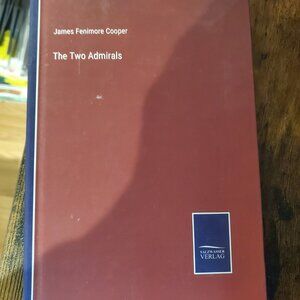 James Fenimore Cooper
The Two Admirals
SALZWASSER
VERLAG